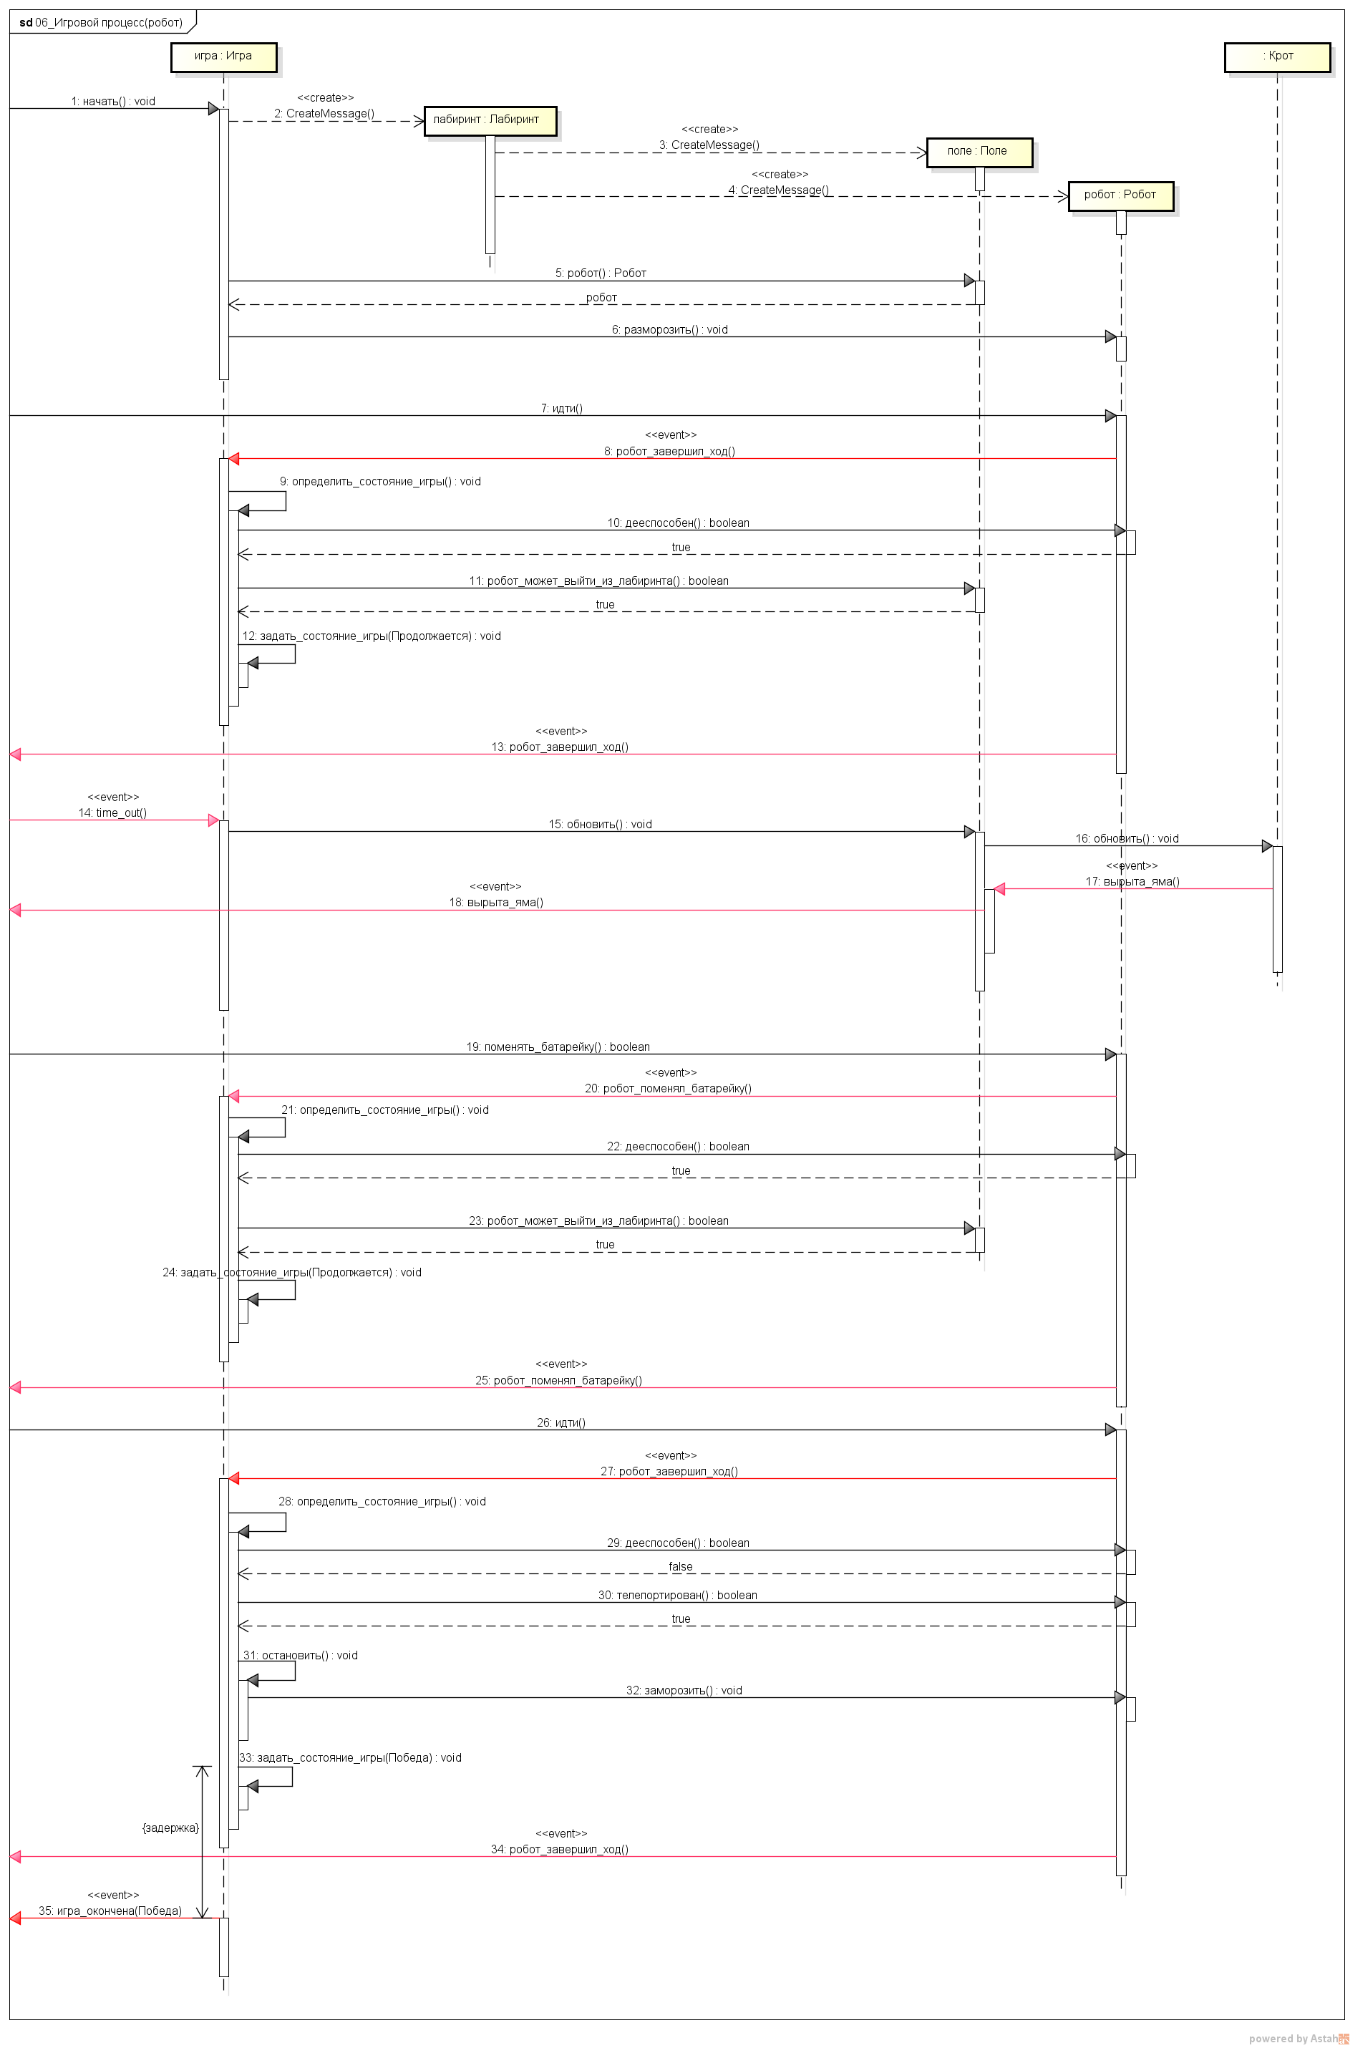 sd 06_Игровой процесс(робот)
игра : Игра
: Крот
1: начать() : void
<<create>>
2: CreateMessage()
лабиринт : Лабиринт
<<create>>
3: CreateMessage()
поле : Поле
<<create>>
4: CreateMessage()
робот : Робот
5: робот() : Робот
робот
6: разморозить() : void
7: идти()
<<event>>
8: робот_завершил_ход()
9: определить_состояние_игры() : void
10: дееспособен() : boolean
true
11: робот_может_выйти_из_лабиринта() : boolean
true
12: задать_состояние_игры(Продолжается) : void
<<event>>
13: робот_завершил_ход()
<<event>>
14: time_out()
15: обновить() : void
16: обновить() : void
<<event>>
17: вырыта_яма()
<<event>>
18: вырыта_яма()
19: поменять_батарейку() : boolean
<<event>>
20: робот_поменял_батарейку()
21: определить_состояние_игры() : void
22: дееспособен() : boolean
true
23: робот_может_выйти_из_лабиринта() : boolean
true
24: задать_состояние_игры(Продолжается) : void
<<event>>
25: робот_поменял_батарейку()
26: идти()
<<event>>
27: робот_завершил_ход()
28: определить_состояние_игры() : void
29: дееспособен() : boolean
false
30: телепортирован() : boolean
true
31: остановить() : void
32: заморозить() : void
33: задать_состояние_игры(Победа) : void
{задержка}
<<event>>
34: робот_завершил_ход()
<<event>>
35: игра_окончена(Победа)
powered by Astah